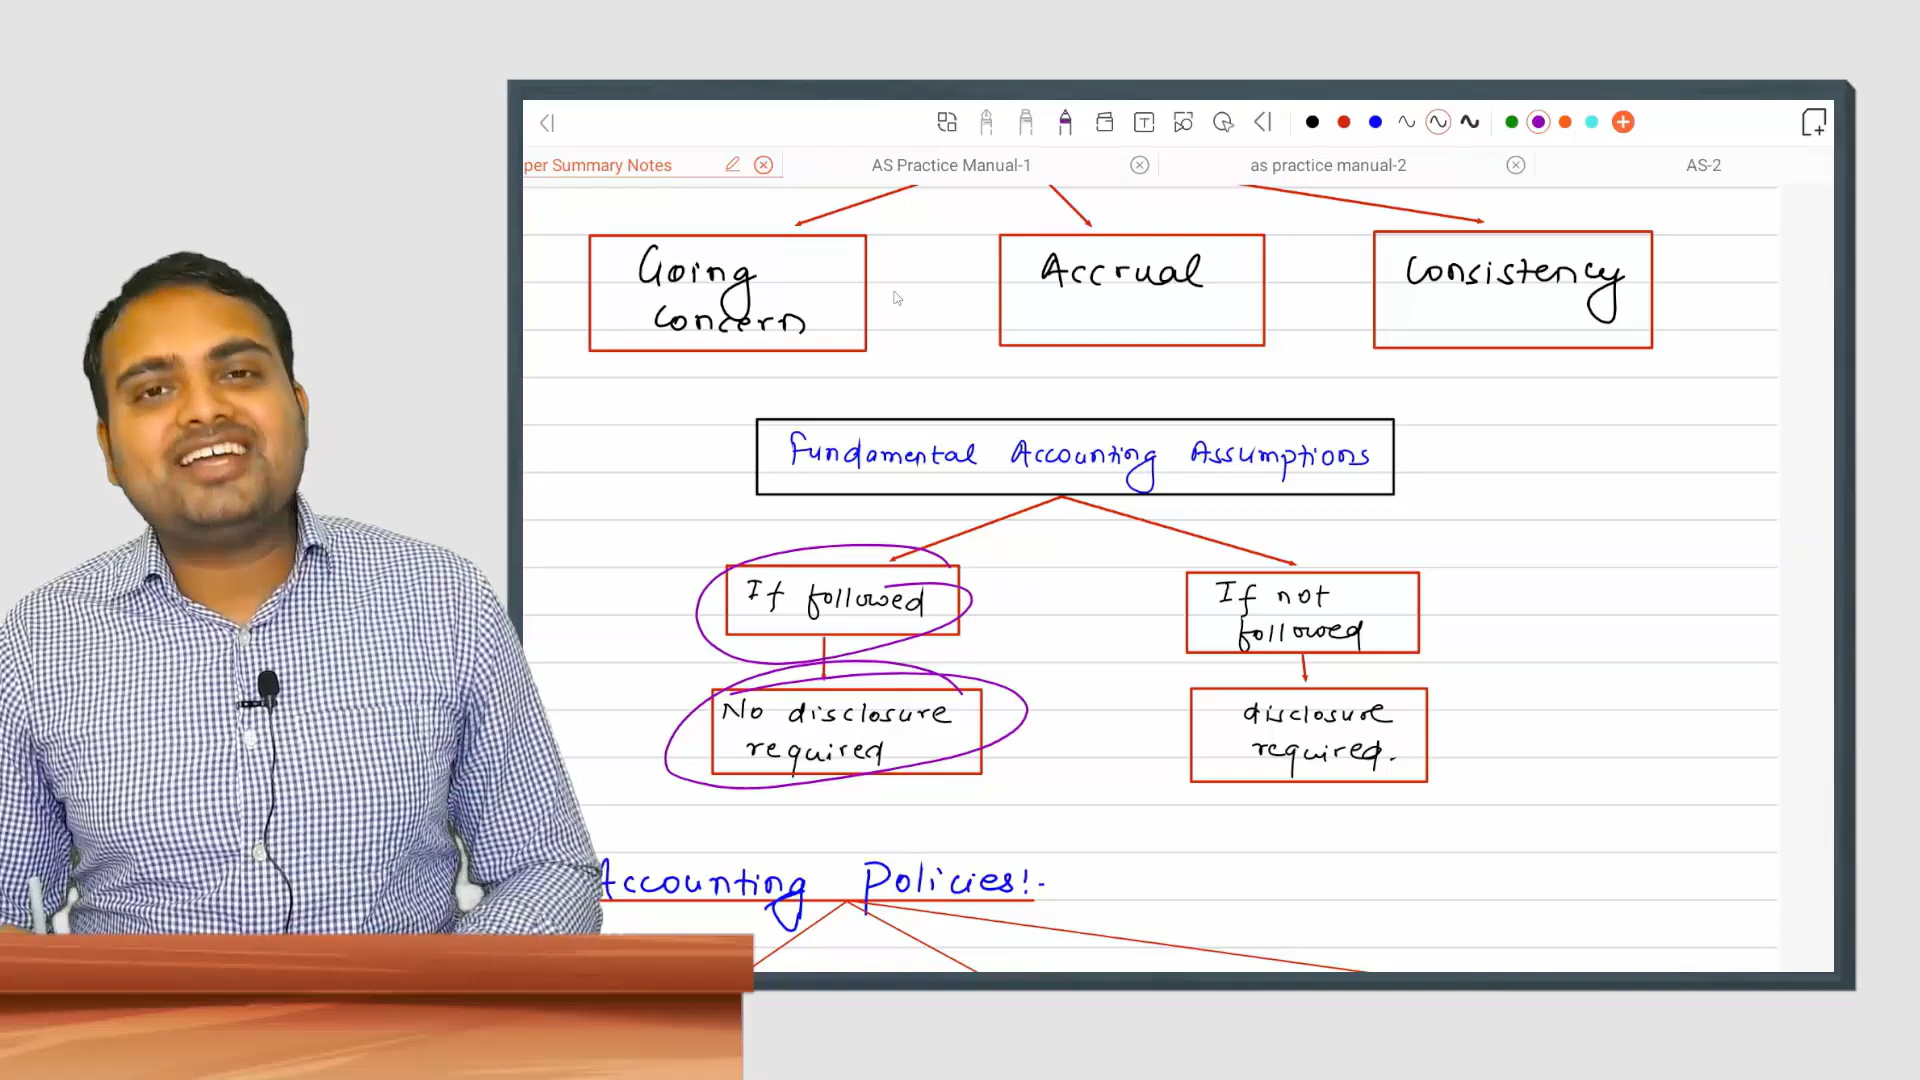 per Summary Notes
AS Practice Manual-1
as practice manual-2
AS-2
Going
concern
Accrual
Consistency
Fundamental Accounting Assumptions
If followed
If not
followed
No disclosure
required
disclosure
required.
Accounting Policies:-